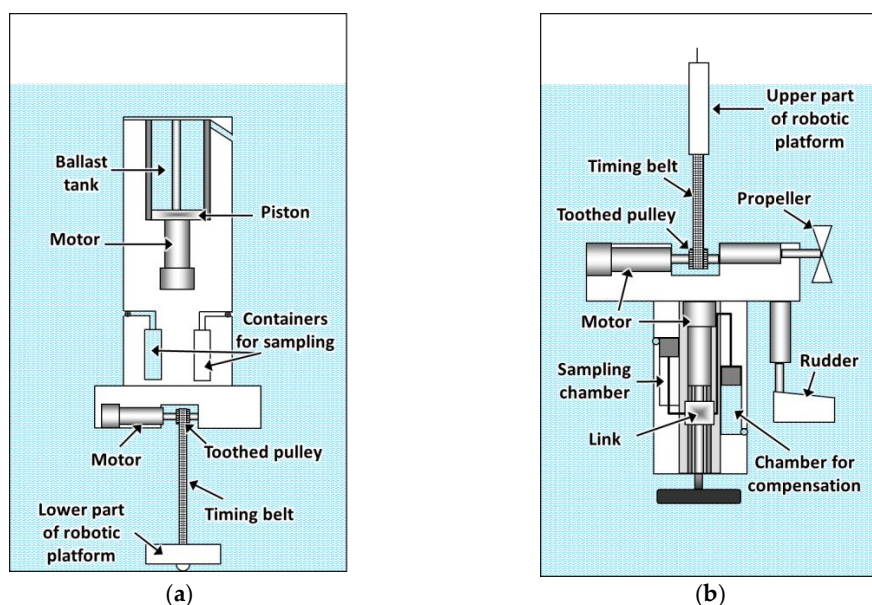 Ballast
tank
Piston
Motor
Containers
for sampling
Motor
Toothed pulley
Timing belt
Lower part
of robotic
platform
(a)
Upper part
of robotic
platform
Timing belt
Toothed pulley
Propeller
Motor
Sampling
chamber
Rudder
Link
Chamber for
compensation
(b)